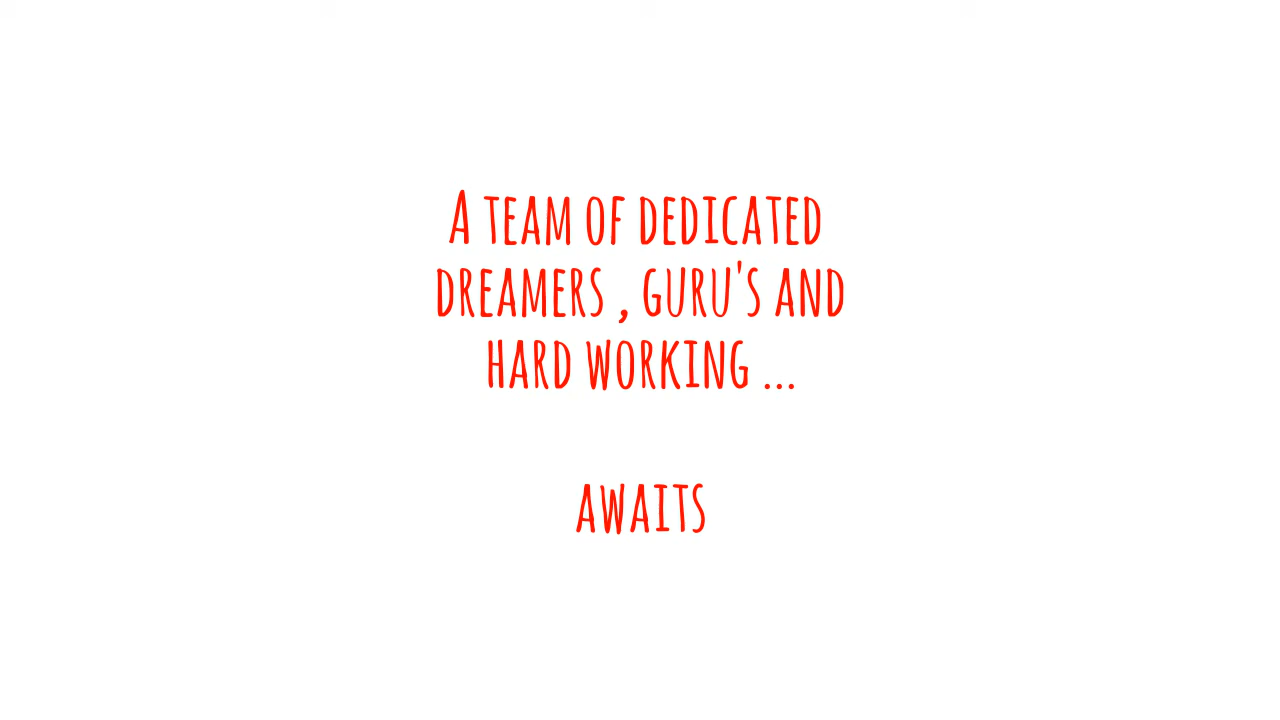 A TEAM OF DEDICATED
DREAMERS , GURU'S AND
HARD WORKING ...
AWAITS